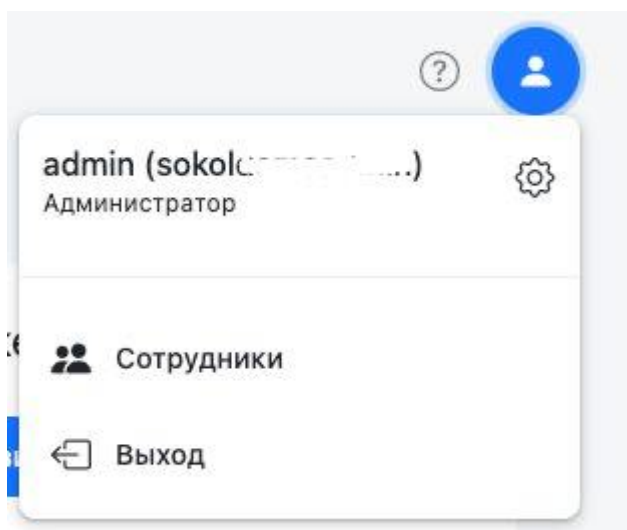 ?
admin (sokol...)
Администратор
Сотрудники
Выход